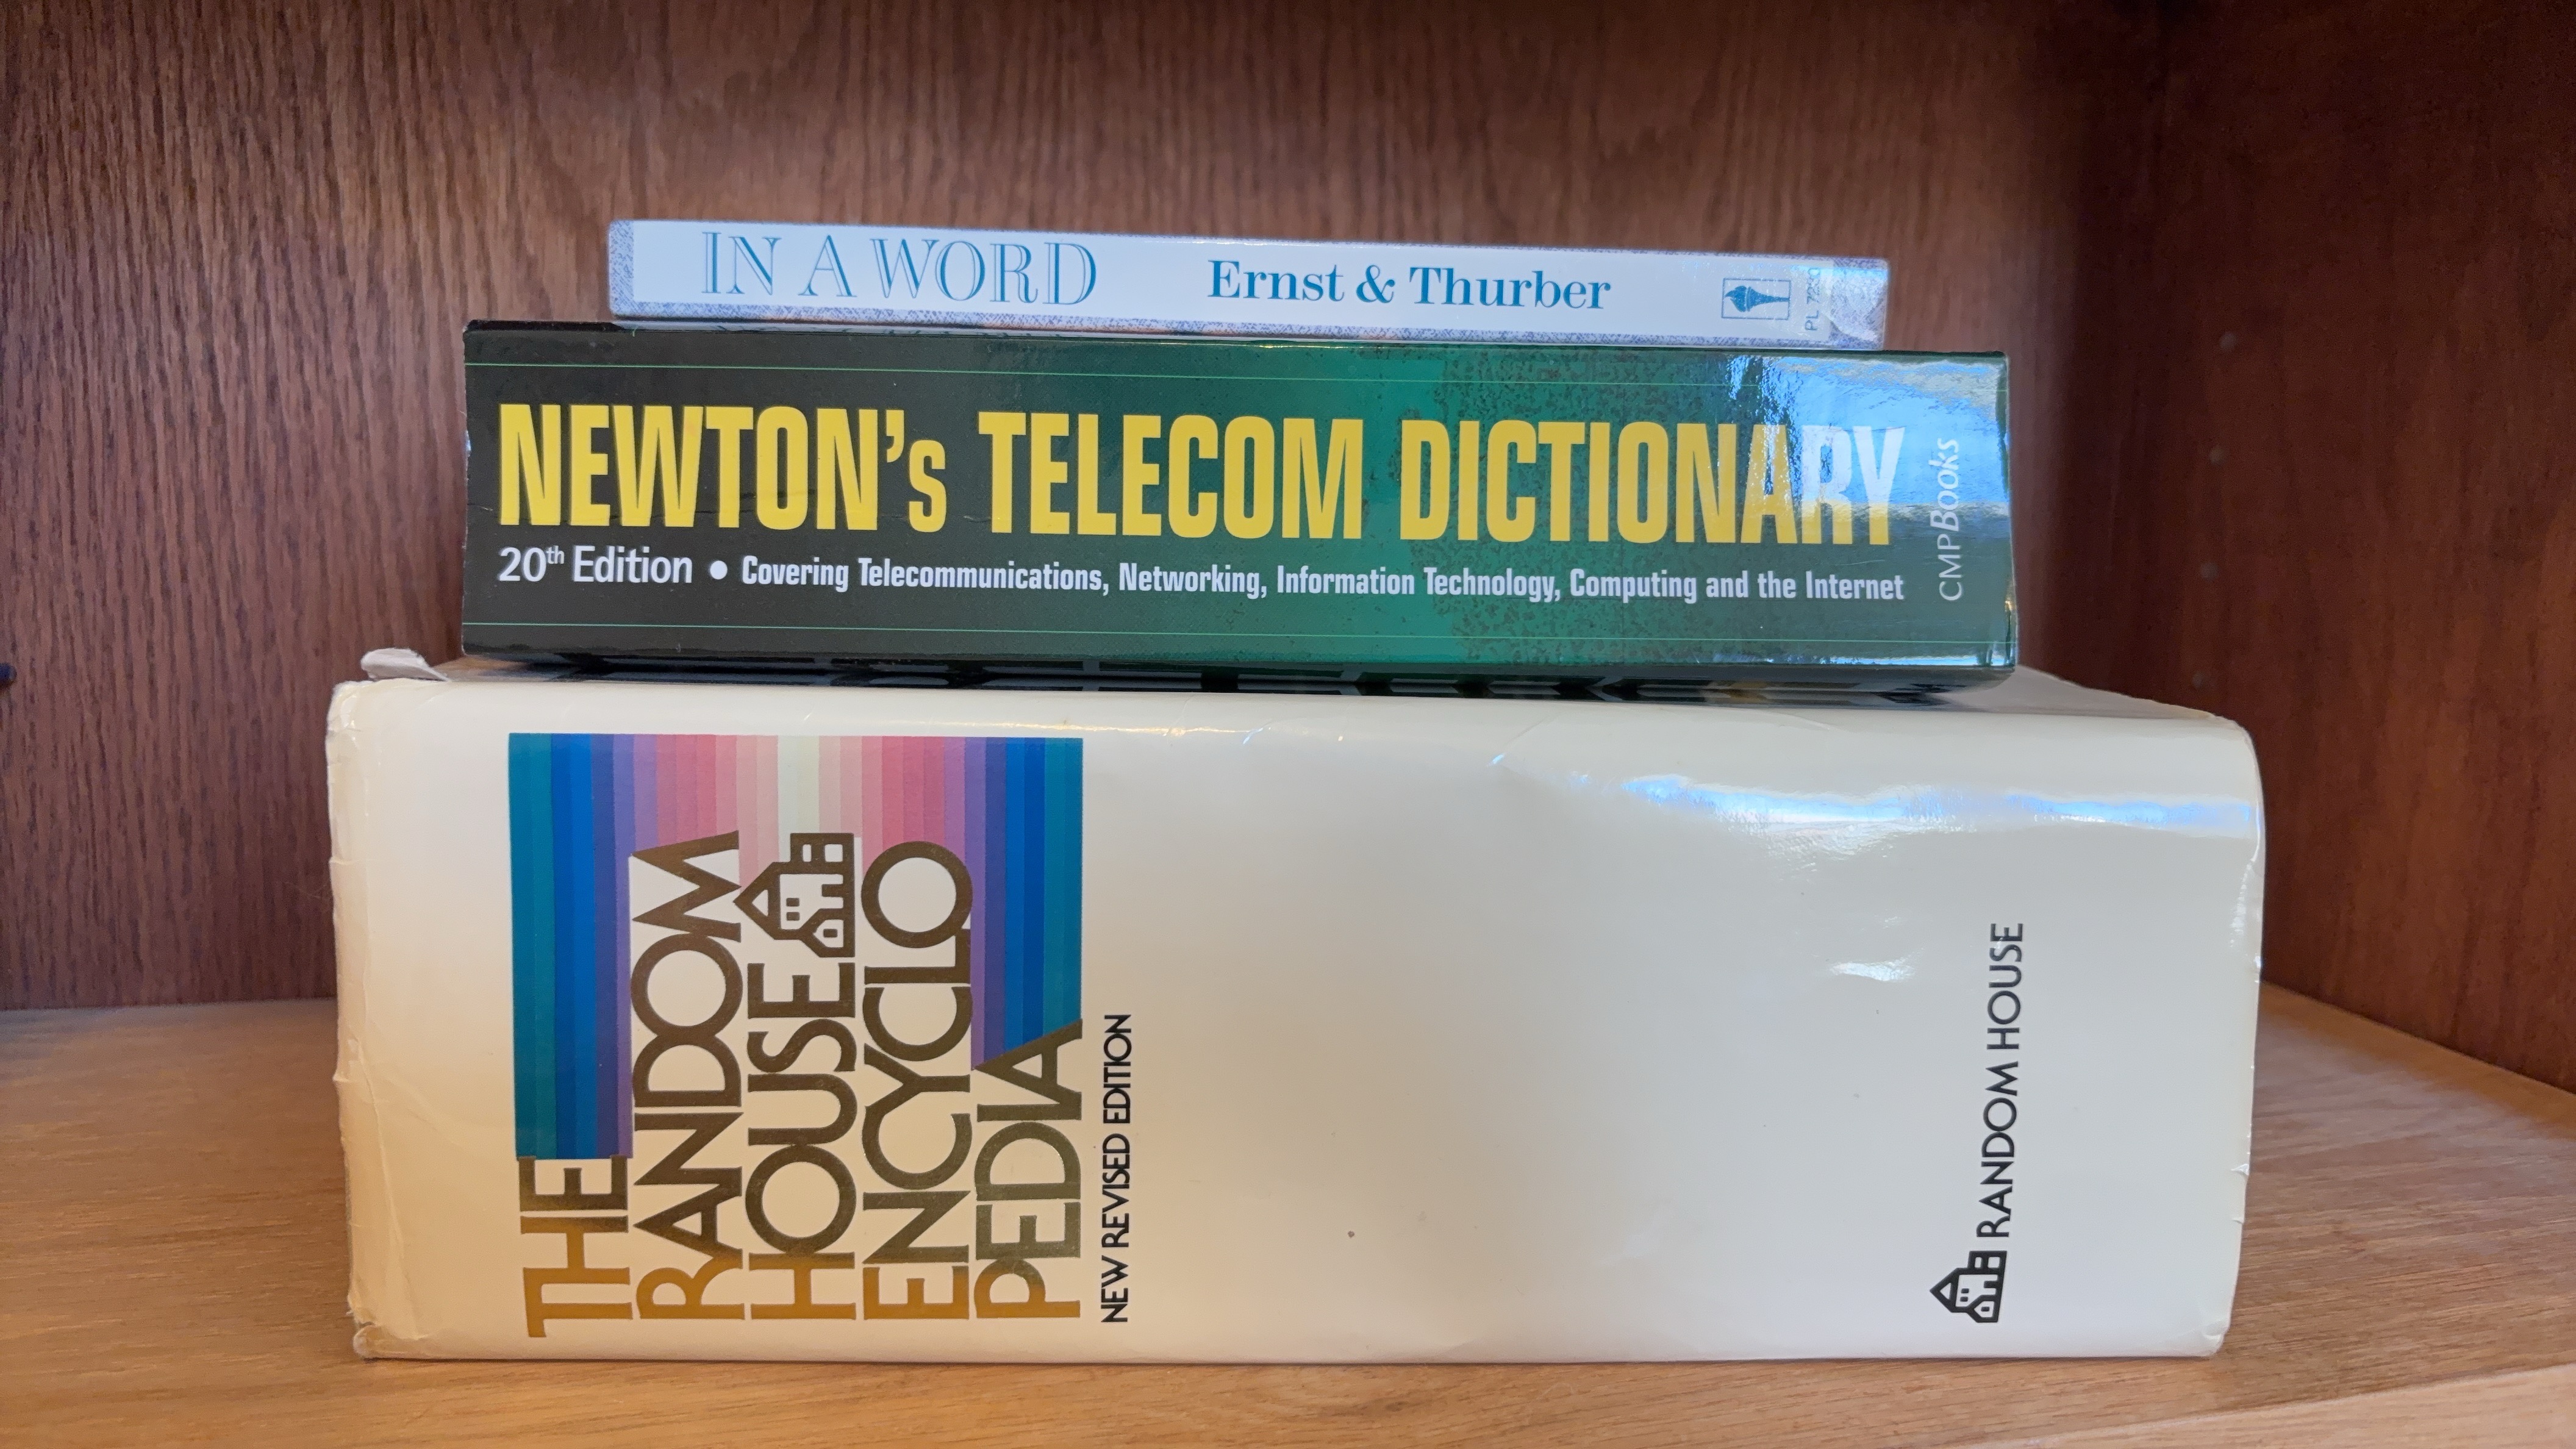 IN A WORD
Ernst & Thurber
NEWTON's TELECOM DICTIONARY
20th Edition • Covering Telecommunications, Networking, Information Technology, Computing and the Internet
CMPBooks
THE
RANDOM
HOUSE
ENCYCLO
PEDIA
NEW REVISED EDITION
RANDOM HOUSE